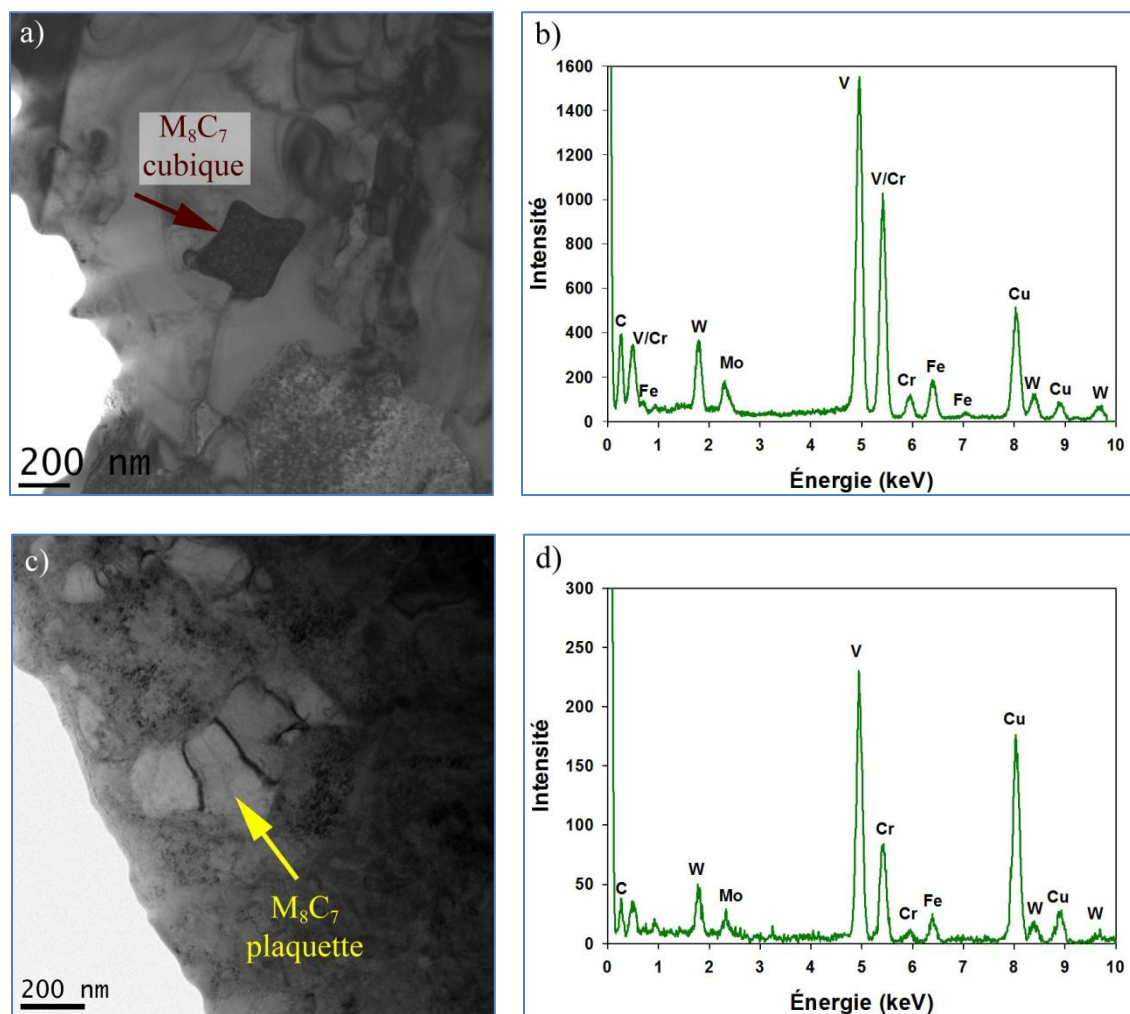 a)
M₈C₇
cubique
200 nm
b)
1600
1400
1200
1000
800
600
400
200
0
Intensité
V
V/Cr
C
V/Cr
Fe
W
Mo
Cr
Fe
Fe
Cu
W
Cu
W
0 1 2 3 4 5 6 7 8 9 10
Énergie (keV)
c)
M₈C₇
plaquette
200 nm
d)
300
250
200
150
100
50
0
Intensité
V
Cu
Cr
C
W
Mo
Cr
Fe
W
Cu
W
0 1 2 3 4 5 6 7 8 9 10
Énergie (keV)